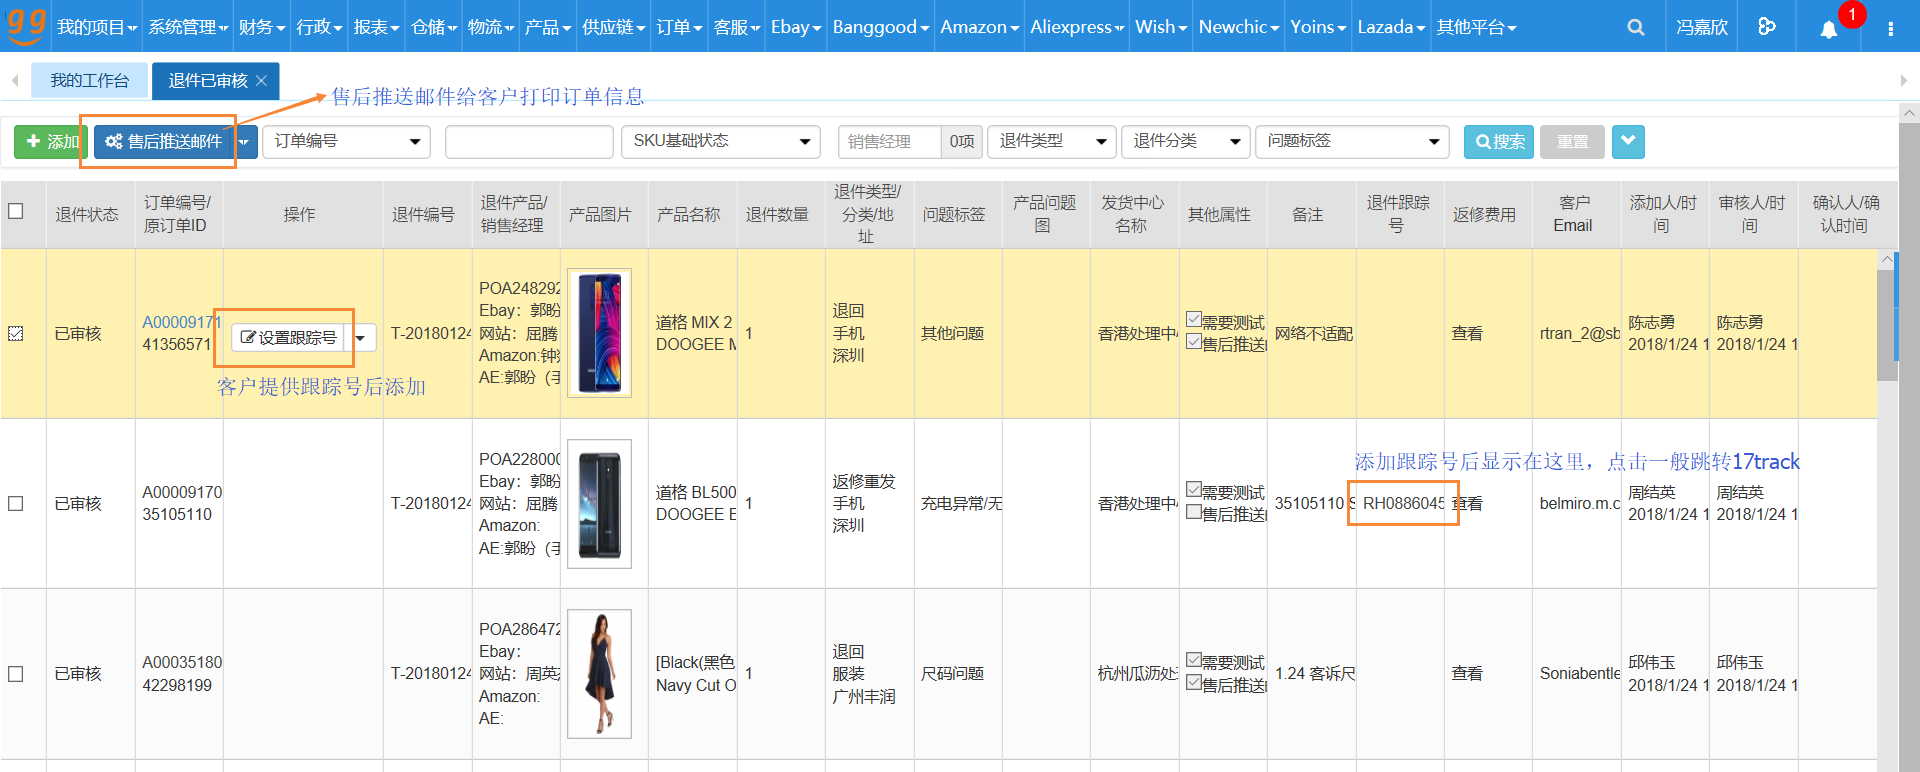 gg 我的项目 系统管理 财务 行政 报表 仓储 物流 产品 供应链 订单 客服 Ebay Banggood Amazon Aliexpress Wish Newchic Yoins Lazada 其他平台 冯嘉欣 1
我的工作台 退件已审核
售后推送邮件给客户打印订单信息
添加 售后推送邮件 订单编号 SKU基础状态 销售经理 0项 退件类型 退件分类 问题标签 搜索 重置
退件状态
订单编号/
原订单ID
操作
退件编号
退件产品/
销售经理
产品图片
产品名称
退件数量
退件类型/
分类/地
址
问题标签
产品问题
图
发货中心
名称
其他属性
备注
退件跟踪
号
返修费用
客户
Email
添加人/时
间
审核人/时
间
确认人/确
认时间
已审核
A00009171
41356571
设置跟踪号
客户提供跟踪号后添加
T-20180124
POA248292
Ebay：郭盼
网站：屈腾
Amazon:钟
AE:郭盼（手
道格 MIX 2
DOOGEE M
1
退回
手机
深圳
其他问题
香港处理中
需要测试
售后推送
网络不适配
查看
rtran_2@sb
陈志勇
2018/1/24 1
陈志勇
2018/1/24 1
添加跟踪号后显示在这里，点击一般跳转17track
已审核
A00009170
35105110
T-20180124
POA228000
Ebay：郭盼
网站：屈腾
Amazon:
AE:郭盼（手
道格 BL500
DOOGEE E
1
返修重发
手机
深圳
充电异常/无
香港处理中
需要测试
售后推送
35105110 S
RH0886045
查看
belmiro.m.c
周结英
2018/1/24 1
周结英
2018/1/24 1
已审核
A00035180
42298199
T-20180124
POA286472
Ebay：
网站：周英
Amazon:
AE:
[Black(黑色
Navy Cut O
1
退回
服装
广州丰润
尺码问题
杭州瓜沥处
需要测试
售后推送
1.24 客诉尺
查看
Soniabentle
邱伟玉
2018/1/24 1
邱伟玉
2018/1/24 1